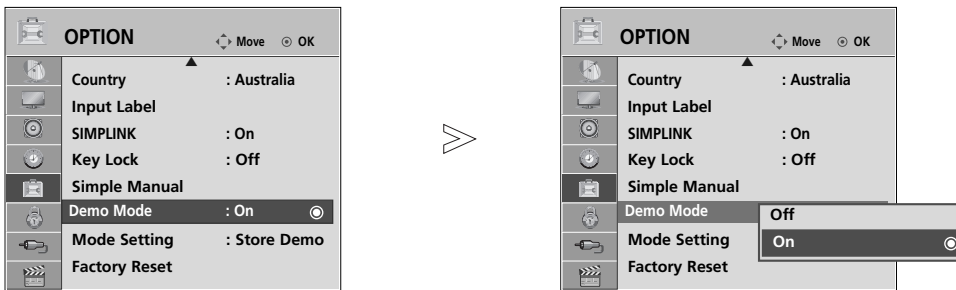 OPTION Move OK
Country : Australia
Input Label
SIMPLINK : On
Key Lock : Off
Simple Manual
Demo Mode : On
Mode Setting : Store Demo
Factory Reset
OPTION Move OK
Country : Australia
Input Label
SIMPLINK : On
Key Lock : Off
Simple Manual
Demo Mode
Off
On
Mode Setting
Factory Reset